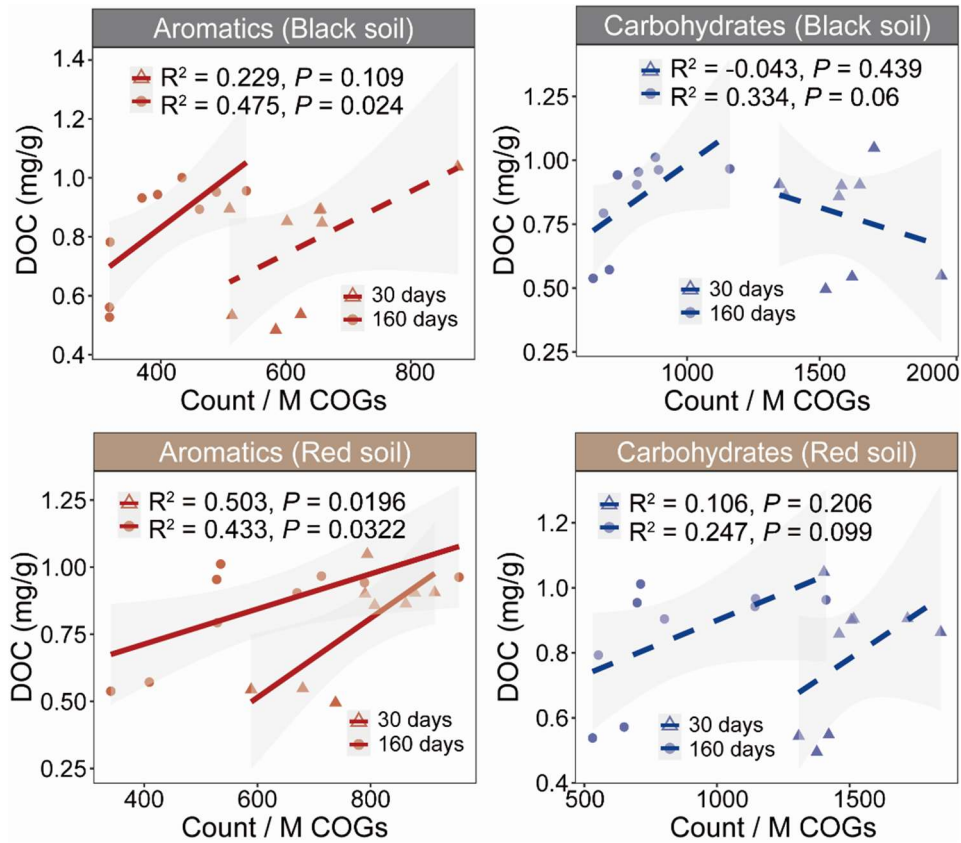 Aromatics (Black soil)
R² = 0.229, P = 0.109
R² = 0.475, P = 0.024
DOC (mg/g)
1.4
1.2
1.0
0.8
0.6
0.4
30 days
160 days
400
600
800
Count / M COGs
Carbohydrates (Black soil)
R² = -0.043, P = 0.439
R² = 0.334, P = 0.06
DOC (mg/g)
1.25
1.00
0.75
0.50
0.25
30 days
160 days
1000
1500
2000
Count / M COGs
Aromatics (Red soil)
R² = 0.503, P = 0.0196
R² = 0.433, P = 0.0322
DOC (mg/g)
1.25
1.00
0.75
0.50
0.25
30 days
160 days
400
600
800
Count / M COGs
Carbohydrates (Red soil)
R² = 0.106, P = 0.206
R² = 0.247, P = 0.099
DOC (mg/g)
1.2
1.0
0.8
0.6
0.4
30 days
160 days
500
1000
1500
Count / M COGs